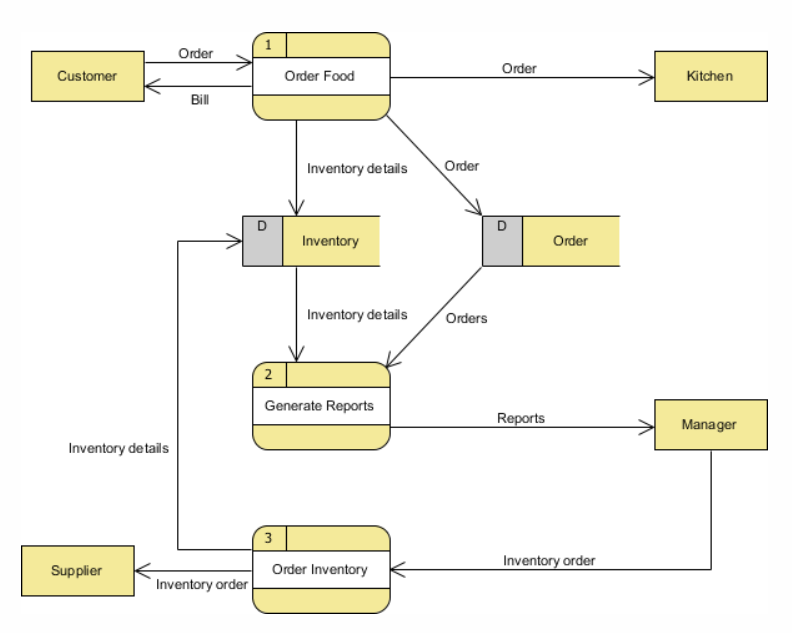 1
Order
Customer
Order Food
Order
Kitchen
Bill
Inventory details
Order
D
Inventory
D
Order
Inventory details
Orders
2
Generate Reports
Reports
Manager
Inventory details
3
Inventory order
Supplier
Order Inventory
Inventory order